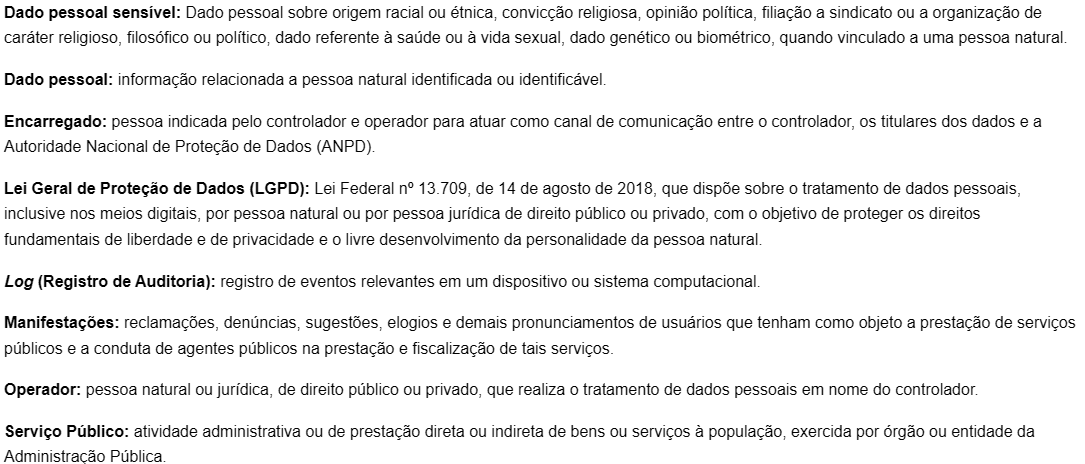 Dado pessoal sensível: Dado pessoal sobre origem racial ou étnica, convicção religiosa, opinião política, filiação a sindicato ou a organização de
caráter religioso, filosófico ou político, dado referente à saúde ou à vida sexual, dado genético ou biométrico, quando vinculado a uma pessoa natural.
Dado pessoal: informação relacionada a pessoa natural identificada ou identificável.
Encarregado: pessoa indicada pelo controlador e operador para atuar como canal de comunicação entre o controlador, os titulares dos dados e a
Autoridade Nacional de Proteção de Dados (ANPD).
Lei Geral de Proteção de Dados (LGPD): Lei Federal nº 13.709, de 14 de agosto de 2018, que dispõe sobre o tratamento de dados pessoais,
inclusive nos meios digitais, por pessoa natural ou por pessoa jurídica de direito público ou privado, com o objetivo de proteger os direitos
fundamentais de liberdade e de privacidade e o livre desenvolvimento da personalidade da pessoa natural.
Log (Registro de Auditoria): registro de eventos relevantes em um dispositivo ou sistema computacional.
Manifestações: reclamações, denúncias, sugestões, elogios e demais pronunciamentos de usuários que tenham como objeto a prestação de serviços
públicos e a conduta de agentes públicos na prestação e fiscalização de tais serviços.
Operador: pessoa natural ou jurídica, de direito público ou privado, que realiza o tratamento de dados pessoais em nome do controlador.
Serviço Público: atividade administrativa ou de prestação direta ou indireta de bens ou serviços à população, exercida por órgão ou entidade da
Administração Pública.